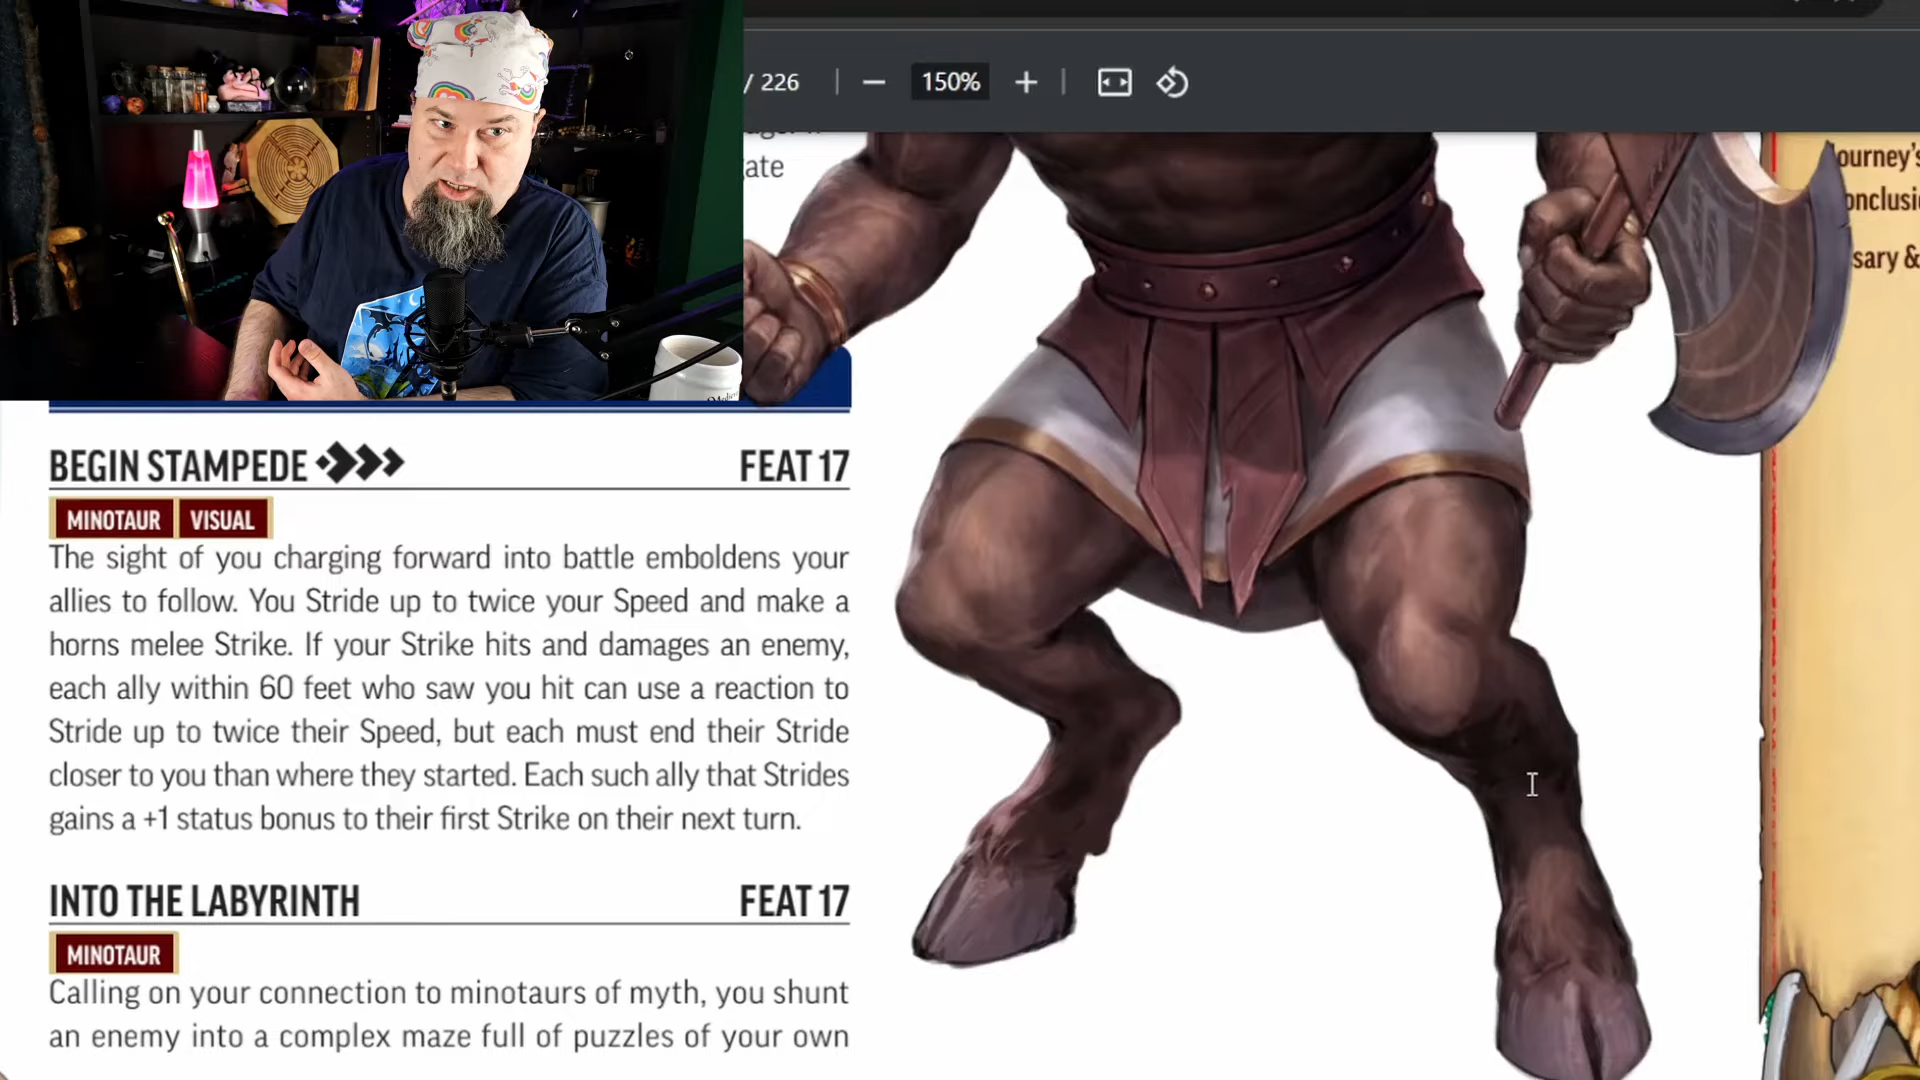 / 226
150%
gate
ourney's
onclusi
sary &
BEGIN STAMPEDE
FEAT 17
MINOTAUR
VISUAL
The sight of you charging forward into battle emboldens your
allies to follow. You Stride up to twice your Speed and make a
horns melee Strike. If your Strike hits and damages an enemy,
each ally within 60 feet who saw you hit can use a reaction to
Stride up to twice their Speed, but each must end their Stride
closer to you than where they started. Each such ally that Strides
gains a +1 status bonus to their first Strike on their next turn.
INTO THE LABYRINTH
FEAT 17
MINOTAUR
Calling on your connection to minotaurs of myth, you shunt
an enemy into a complex maze full of puzzles of your own